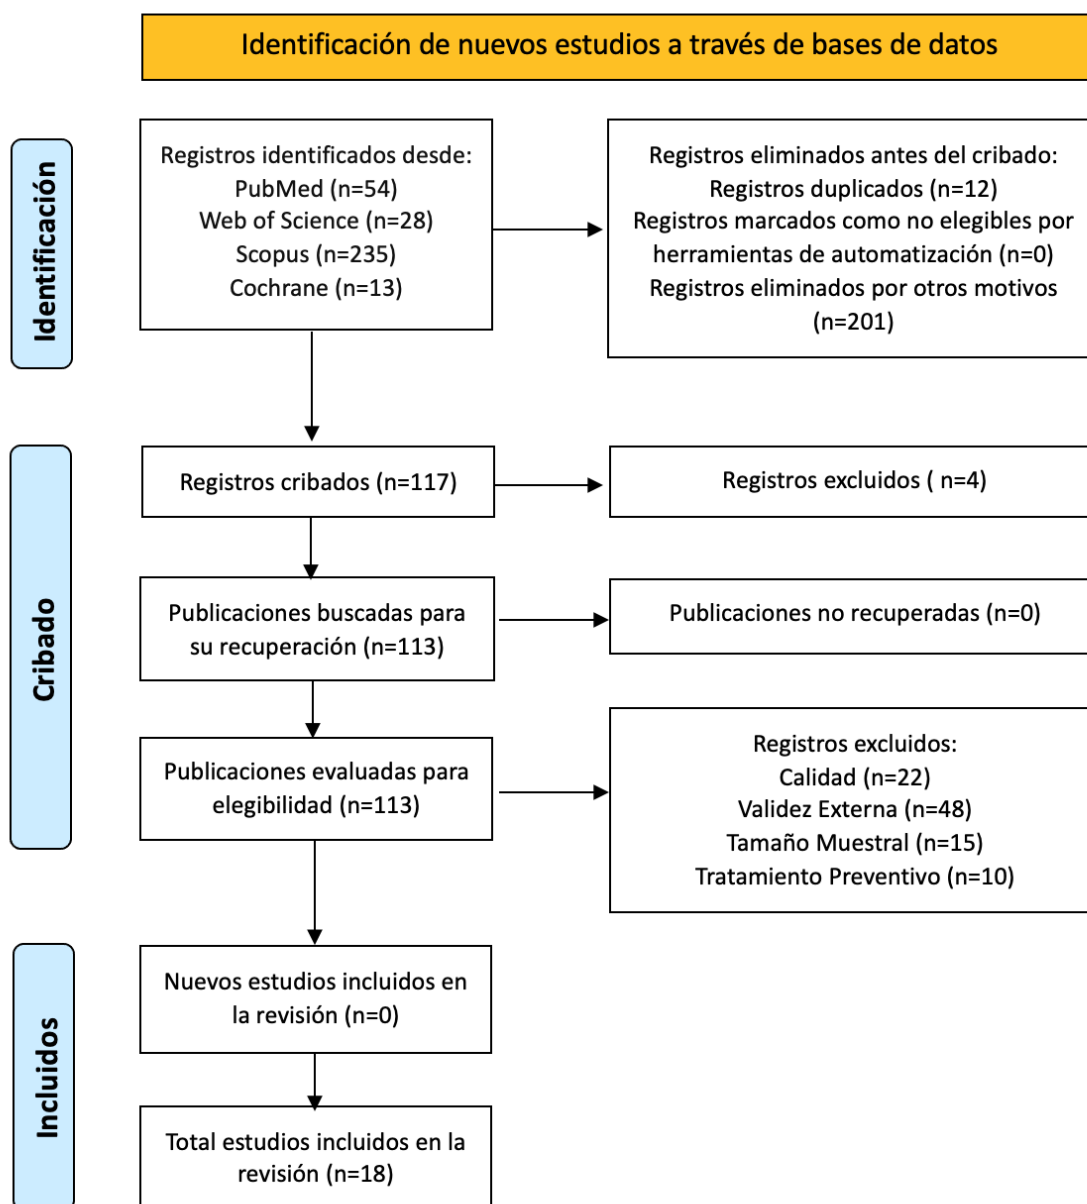 Identificación de nuevos estudios a través de bases de datos
Identificación
Registros identificados desde:
PubMed (n=54)
Web of Science (n=28)
Scopus (n=235)
Cochrane (n=13)
Registros eliminados antes del cribado:
Registros duplicados (n=12)
Registros marcados como no elegibles por
herramientas de automatización (n=0)
Registros eliminados por otros motivos
(n=201)
Cribado
Registros cribados (n=117)
Registros excluidos ( n=4)
Publicaciones buscadas para
su recuperación (n=113)
Publicaciones no recuperadas (n=0)
Publicaciones evaluadas para
elegibilidad (n=113)
Registros excluidos:
Calidad (n=22)
Validez Externa (n=48)
Tamaño Muestral (n=15)
Tratamiento Preventivo (n=10)
Incluidos
Nuevos estudios incluidos en
la revisión (n=0)
Total estudios incluidos en la
revisión (n=18)